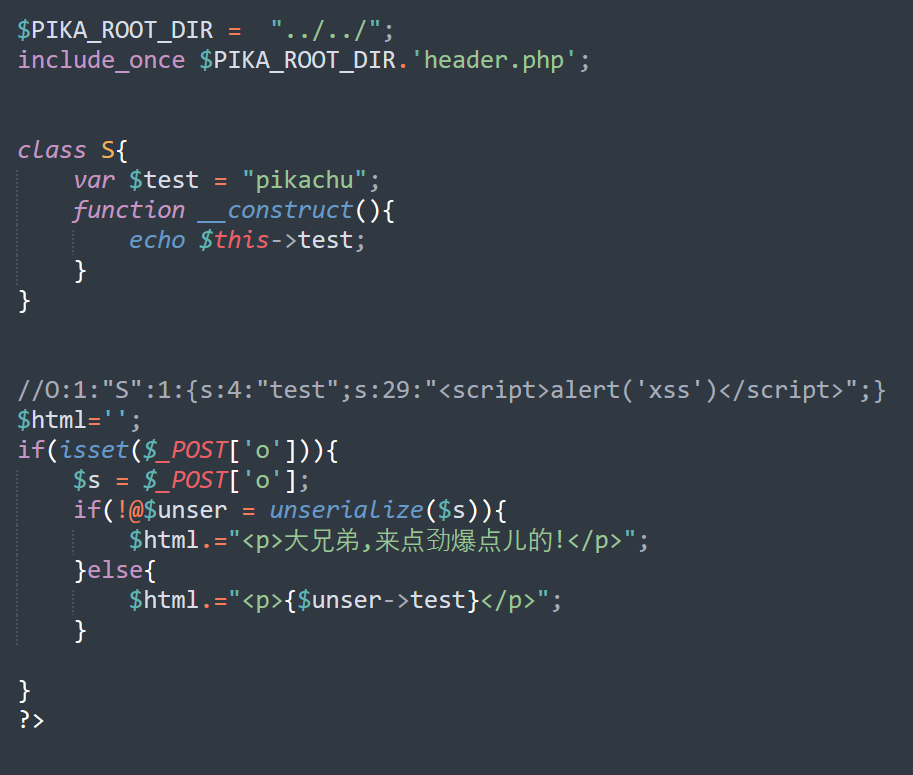 $PIKA_ROOT_DIR =  "../../";
include_once $PIKA_ROOT_DIR.'header.php';
class S{
    var $test = "pikachu";
    function __construct(){
        echo $this->test;
    }
}
//O:1:"S":1:{s:4:"test";s:29:"<script>alert('xss')</script>";}
$html='';
if(isset($_POST['o'])){
    $s = $_POST['o'];
    if(!@$unser = unserialize($s)){
        $html.="<p>大兄弟,来点劲爆点儿的!</p>";
    }else{
        $html.="<p>{$unser->test}</p>";
    }
}
?>